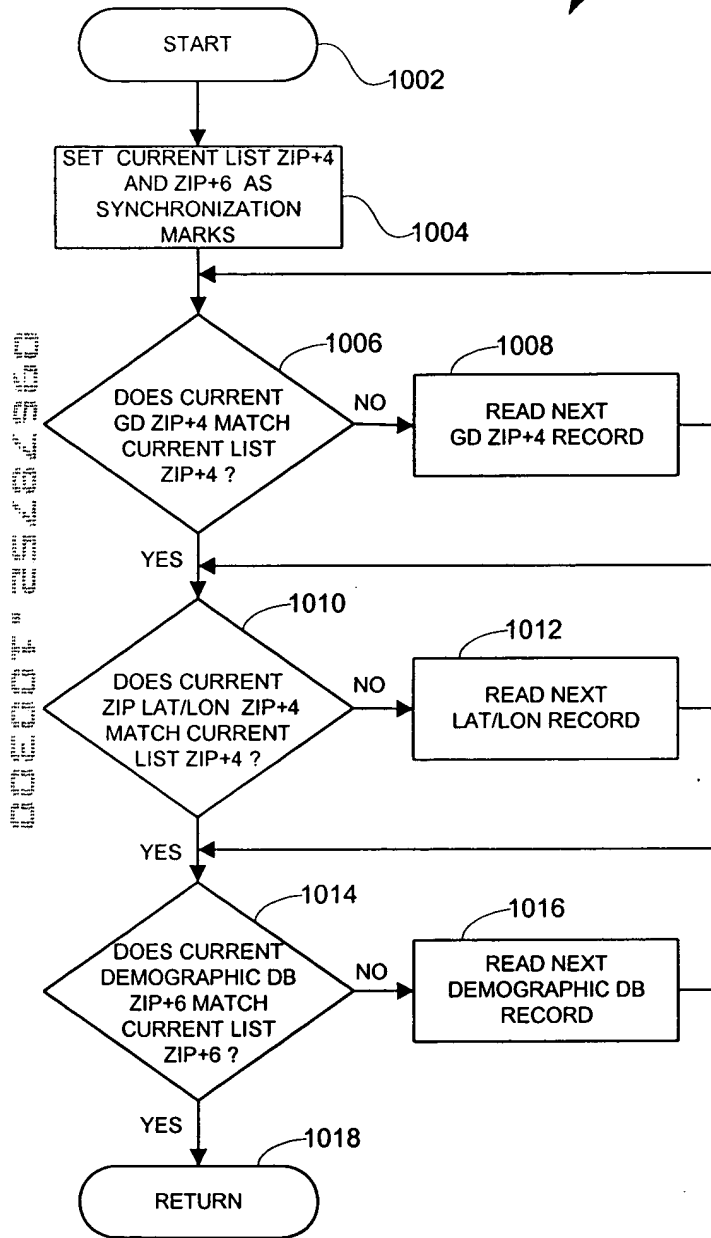 START
1002
SET CURRENT LIST ZIP+4
AND ZIP+6 AS
SYNCHRONIZATION
MARKS
1004
1006
DOES CURRENT
GD ZIP+4 MATCH
CURRENT LIST
ZIP+4 ?
NO
1008
READ NEXT
GD ZIP+4 RECORD
YES
1010
DOES CURRENT
ZIP LAT/LON ZIP+4
MATCH CURRENT
LIST ZIP+4 ?
NO
1012
READ NEXT
LAT/LON RECORD
YES
1014
DOES CURRENT
DEMOGRAPHIC DB
ZIP+6 MATCH
CURRENT LIST
ZIP+6 ?
NO
1016
READ NEXT
DEMOGRAPHIC DB
RECORD
YES
1018
RETURN